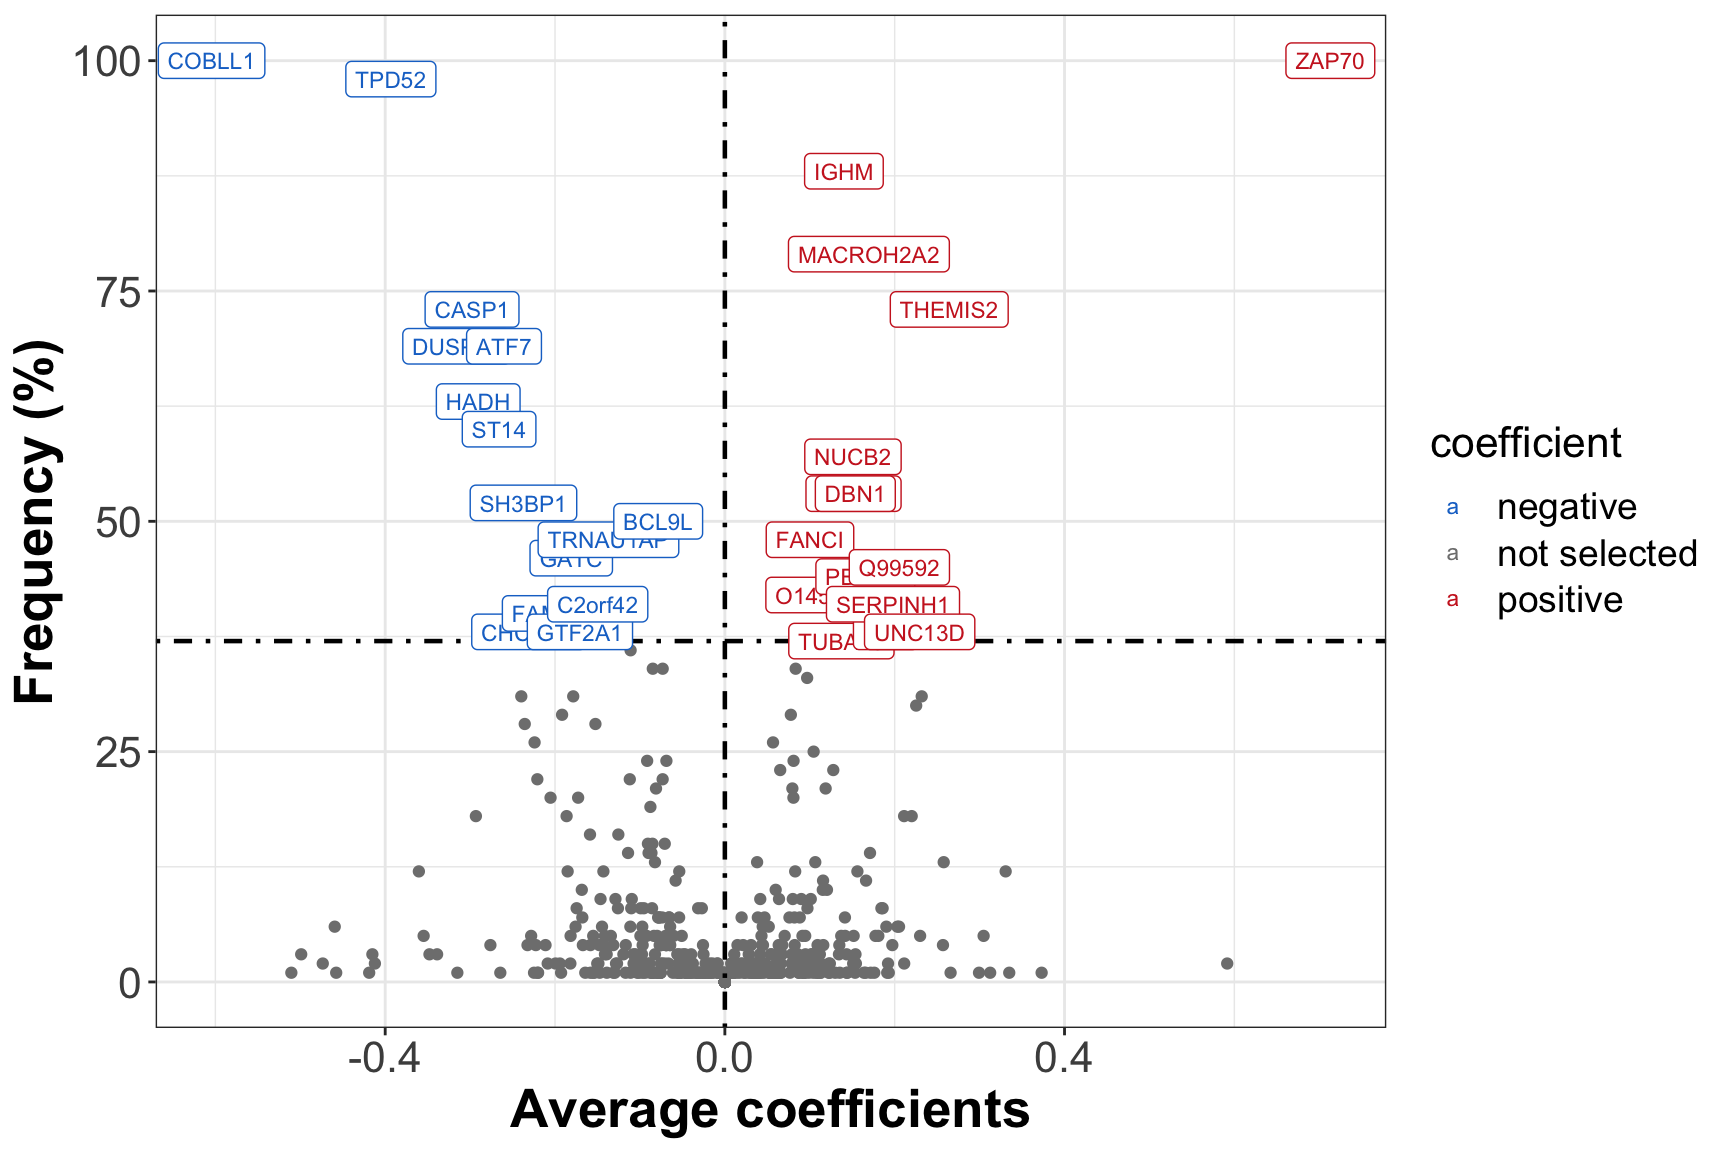 100
COBLL1
ZAP70
TPD52
IGHM
MACROH2A2
75
CASP1
THEMIS2
ATF7
HADH
ST14
NUCB2
DBN1
SH3BP1
50
BCL9L
FANCI
TRNAU1AP
GATC
Q99592
C2orf42
SERPINH1
GTF2A1
UNC13D
25
0
-0.4
0.0
0.4
Average coefficients
Frequency (%)
coefficient
a negative
a not selected
a positive